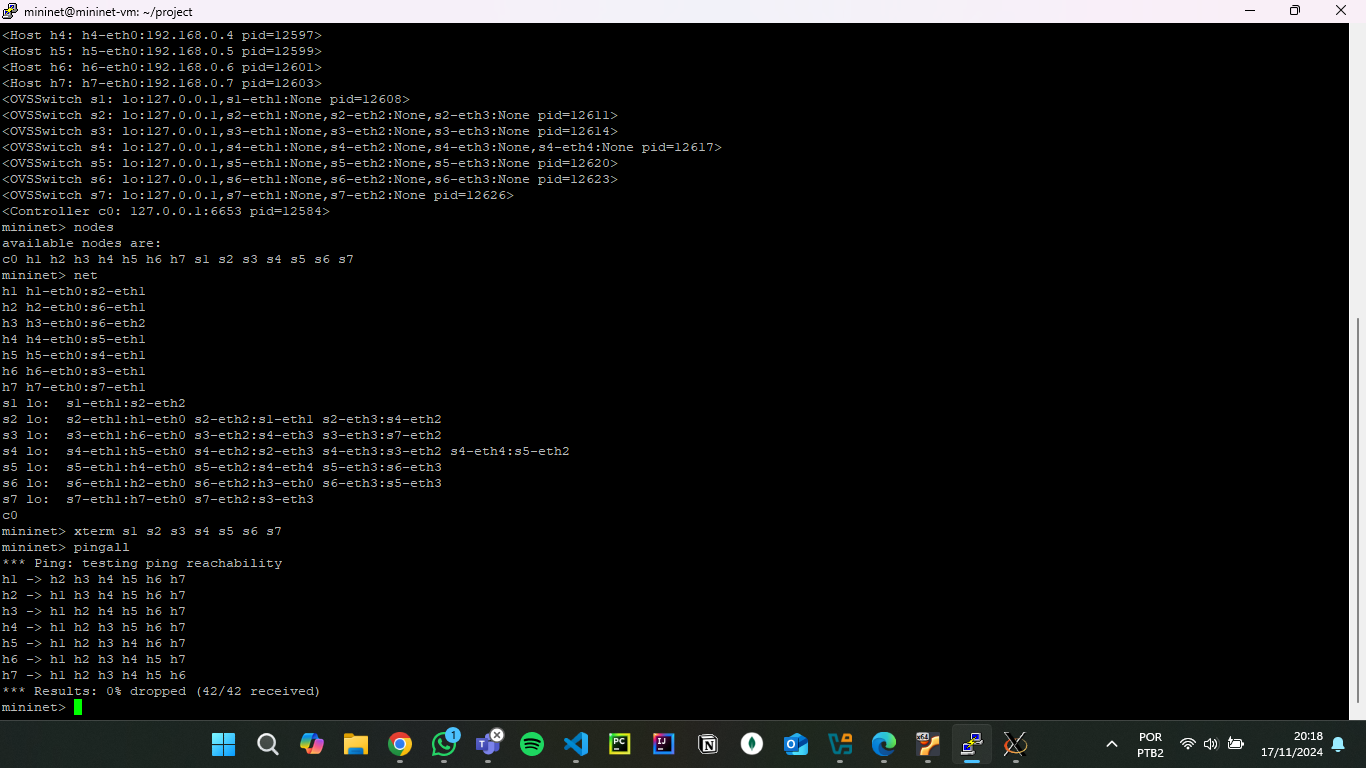 mininet@mininet-vm: ~/project
<Host h4: h4-eth0:192.168.0.4 pid=12597>
<Host h5: h5-eth0:192.168.0.5 pid=12599>
<Host h6: h6-eth0:192.168.0.6 pid=12601>
<Host h7: h7-eth0:192.168.0.7 pid=12603>
<OVSSwitch s1: lo:127.0.0.1,s1-eth1:None pid=12608>
<OVSSwitch s2: lo:127.0.0.1,s2-eth1:None,s2-eth2:None,s2-eth3:None pid=12611>
<OVSSwitch s3: lo:127.0.0.1,s3-eth1:None,s3-eth2:None,s3-eth3:None pid=12614>
<OVSSwitch s4: lo:127.0.0.1,s4-eth1:None,s4-eth2:None,s4-eth3:None,s4-eth4:None pid=12617>
<OVSSwitch s5: lo:127.0.0.1,s5-eth1:None,s5-eth2:None,s5-eth3:None pid=12620>
<OVSSwitch s6: lo:127.0.0.1,s6-eth1:None,s6-eth2:None,s6-eth3:None pid=12623>
<OVSSwitch s7: lo:127.0.0.1,s7-eth1:None,s7-eth2:None pid=12626>
<Controller c0: 127.0.0.1:6653 pid=12584>
mininet> nodes
available nodes are:
c0 h1 h2 h3 h4 h5 h6 h7 s1 s2 s3 s4 s5 s6 s7
mininet> net
h1 h1-eth0:s2-eth1
h2 h2-eth0:s6-eth1
h3 h3-eth0:s6-eth2
h4 h4-eth0:s5-eth1
h5 h5-eth0:s4-eth1
h6 h6-eth0:s3-eth1
h7 h7-eth0:s7-eth1
s1 lo:  s1-eth1:s2-eth2
s2 lo:  s2-eth1:h1-eth0 s2-eth2:s1-eth1 s2-eth3:s4-eth2
s3 lo:  s3-eth1:h6-eth0 s3-eth2:s4-eth3 s3-eth3:s7-eth2
s4 lo:  s4-eth1:h5-eth0 s4-eth2:s2-eth3 s4-eth3:s3-eth2 s4-eth4:s5-eth2
s5 lo:  s5-eth1:h4-eth0 s5-eth2:s4-eth4 s5-eth3:s6-eth3
s6 lo:  s6-eth1:h2-eth0 s6-eth2:h3-eth0 s6-eth3:s5-eth3
s7 lo:  s7-eth1:h7-eth0 s7-eth2:s3-eth3
c0
mininet> xterm s1 s2 s3 s4 s5 s6 s7
mininet> pingall
*** Ping: testing ping reachability
h1 -> h2 h3 h4 h5 h6 h7
h2 -> h1 h3 h4 h5 h6 h7
h3 -> h1 h2 h4 h5 h6 h7
h4 -> h1 h2 h3 h5 h6 h7
h5 -> h1 h2 h3 h4 h6 h7
h6 -> h1 h2 h3 h4 h5 h7
h7 -> h1 h2 h3 h4 h5 h6
*** Results: 0% dropped (42/42 received)
mininet>
1
PC
IJ
POR
PTB2
20:18
17/11/2024